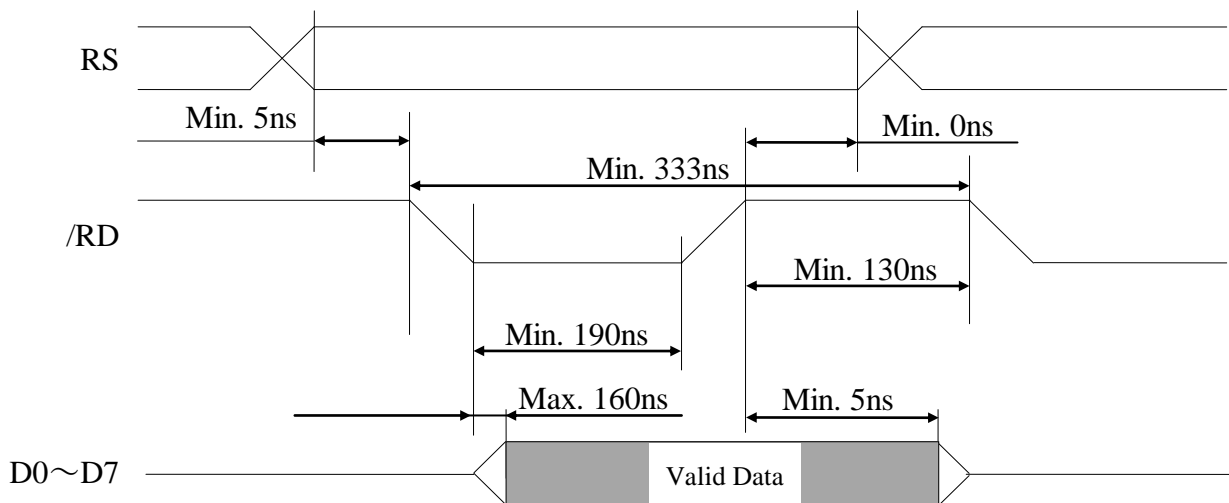 RS
Min. 5ns
Min. 0ns
Min. 333ns
/RD
Min. 130ns
Min. 190ns
Max. 160ns
Min. 5ns
D0～D7
Valid Data